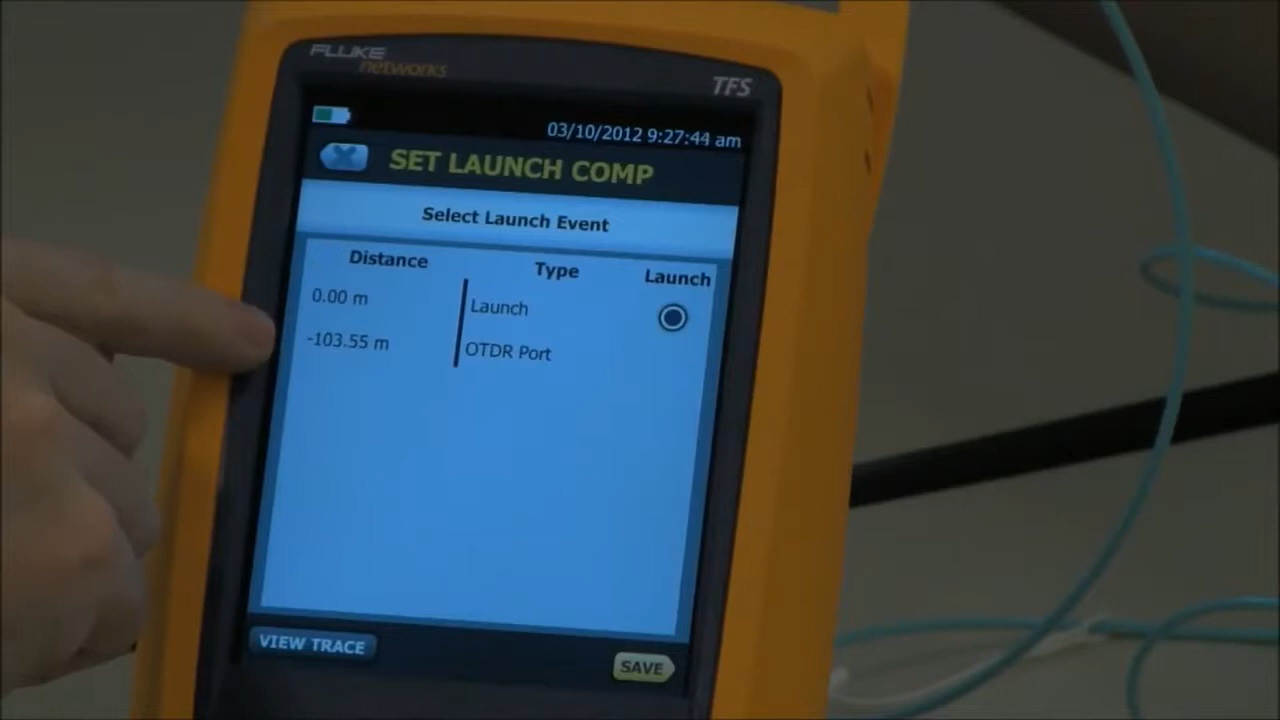 FLUKE
networks
TFS
03/10/2012 9:27:44 am
SET LAUNCH COMP
Select Launch Event
Distance Type Launch
0.00 m Launch
-103.55 m OTDR Port
VIEW TRACE
SAVE